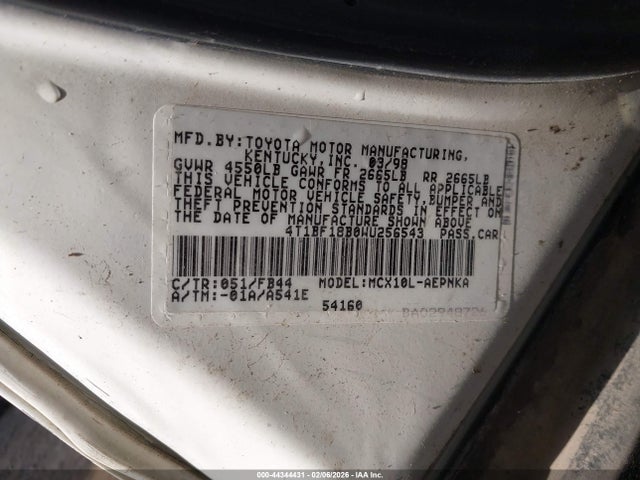 MFD.BY:TOYOTA MOTOR MANUFACTURING,
KENTUCKY,INC. 03/98
GVWR 4550LB GAWR FR 2665LB RR 2665LB
THIS VEHICLE CONFORMS TO ALL APPLICABLE
FEDERAL MOTOR VEHICLE SAFETY,BUMPER AND
THEFT PREVENTION STANDARDS IN EFFECT ON
THE DATE OF MANUFACTURE SHOWN ABOVE
4T1BF18B0WU256543 PASS.CAR
C/TR:051/FB44 MODEL:MCX10L-AEPNKA
A/TM:-01A/A541E
54160
000-44344431 02/06/2026 IAA Inc.